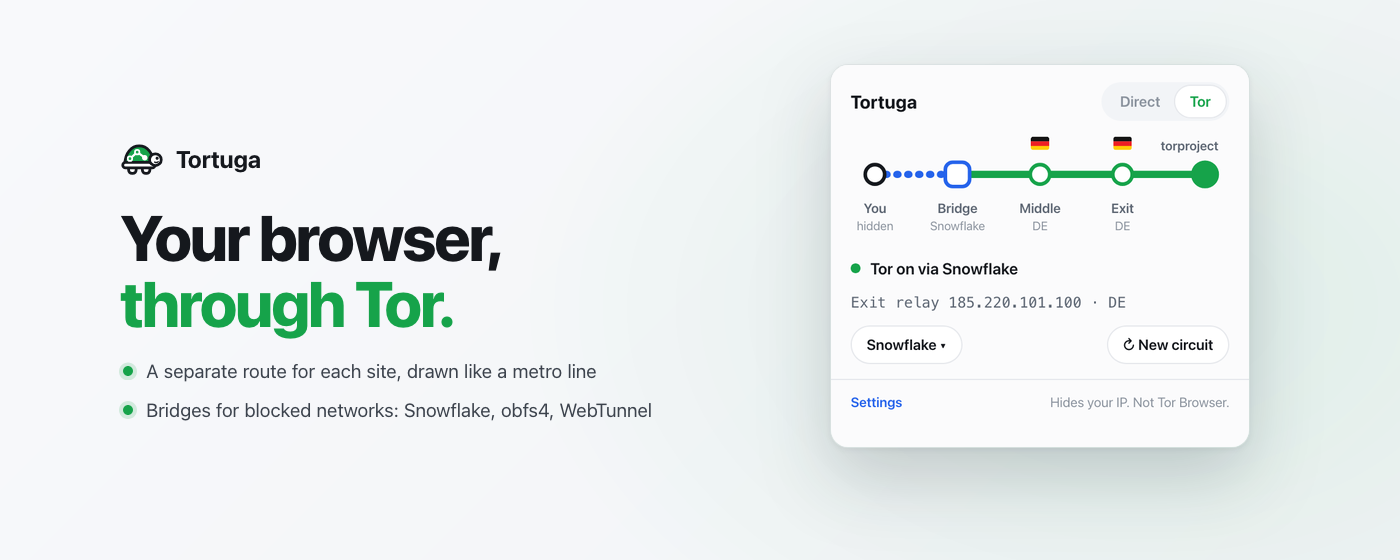 Tortuga
Your browser,
through Tor.
A separate route for each site, drawn like a metro line
Bridges for blocked networks: Snowflake, obfs4, WebTunnel
Tortuga
Direct Tor
torproject
You Bridge Middle Exit
hidden Snowflake DE DE
Tor on via Snowflake
Exit relay 185.220.101.100 · DE
Snowflake ▾ ↻ New circuit
Settings Hides your IP. Not Tor Browser.